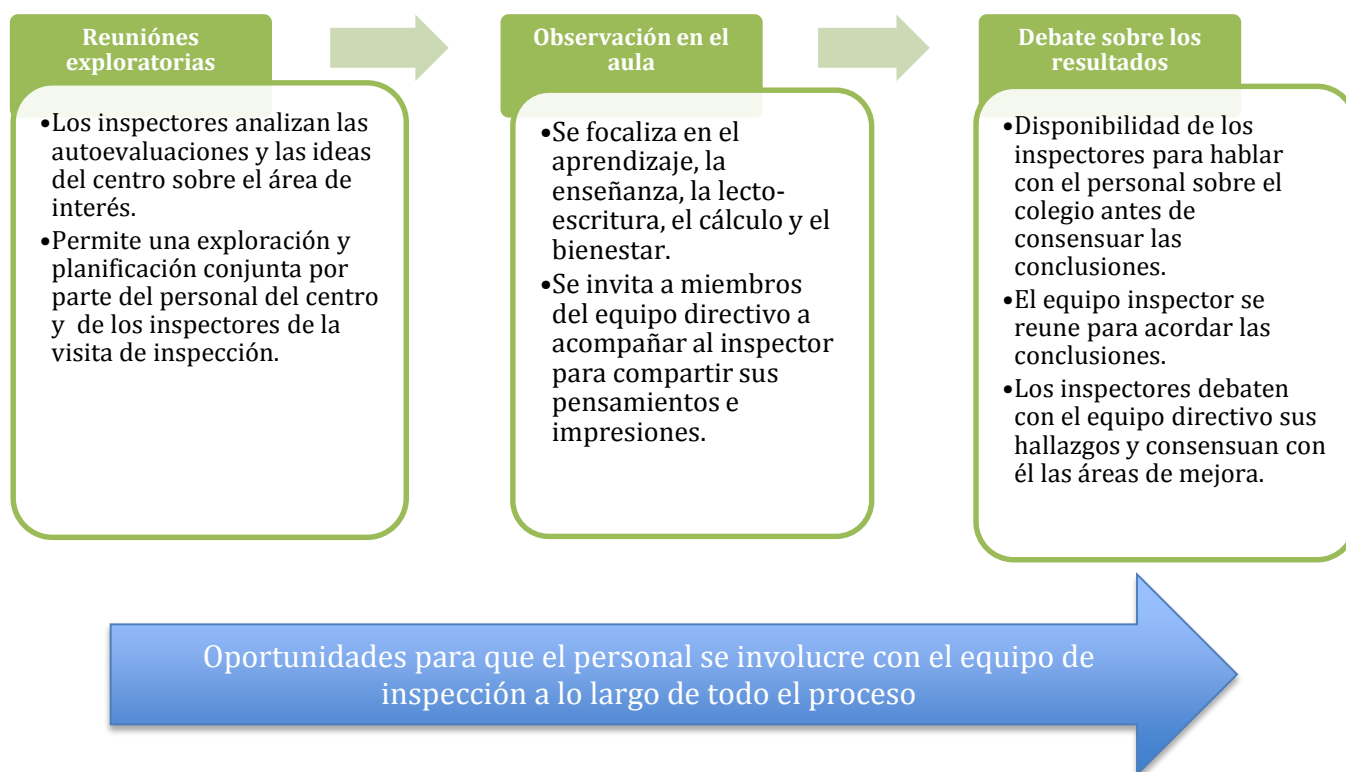 Reuniónes
exploratorias
•Los inspectores analizan las
autoevaluaciones y las ideas
del centro sobre el área de
interés.
•Permite una exploración y
planificación conjunta por
parte del personal del centro
y de los inspectores de la
visita de inspección.
Observación en el
aula
•Se focaliza en el
aprendizaje, la
enseñanza, la lecto-
escritura, el cálculo y el
bienestar.
•Se invita a miembros
del equipo directivo a
acompañar al inspector
para compartir sus
pensamientos e
impresiones.
Debate sobre los
resultados
•Disponibilidad de los
inspectores para hablar
con el personal sobre el
colegio antes de
consensuar las
conclusiones.
•El equipo inspector se
reune para acordar las
conclusiones.
•Los inspectores debaten
con el equipo directivo sus
hallazgos y consensuan con
él las áreas de mejora.
Oportunidades para que el personal se involucre con el equipo de
inspección a lo largo de todo el proceso